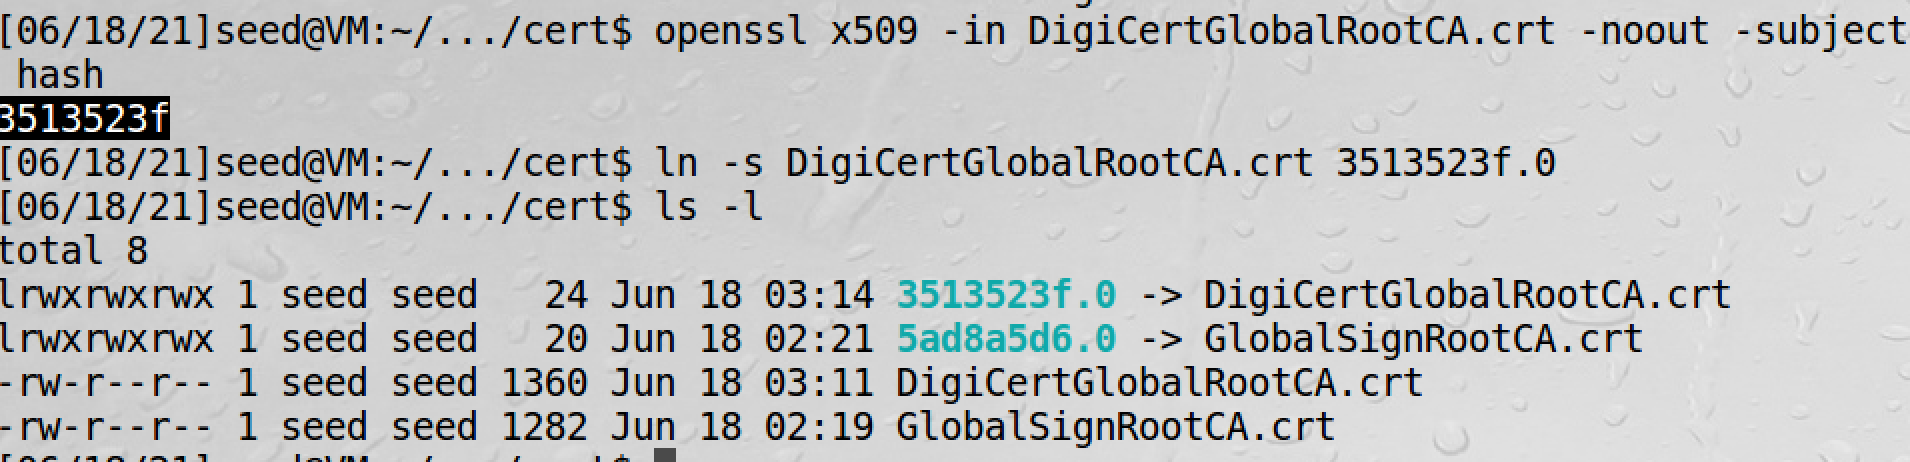 [06/18/21]seed@VM:~/.../cert$ openssl x509 -in DigiCertGlobalRootCA.crt -noout -subject
hash
3513523f
[06/18/21]seed@VM:~/.../cert$ ln -s DigiCertGlobalRootCA.crt 3513523f.0
[06/18/21]seed@VM:~/.../cert$ ls -l
total 8
lrwxrwxrwx 1 seed seed   24 Jun 18 03:14 3513523f.0 -> DigiCertGlobalRootCA.crt
lrwxrwxrwx 1 seed seed   20 Jun 18 02:21 5ad8a5d6.0 -> GlobalSignRootCA.crt
-rw-r--r-- 1 seed seed 1360 Jun 18 03:11 DigiCertGlobalRootCA.crt
-rw-r--r-- 1 seed seed 1282 Jun 18 02:19 GlobalSignRootCA.crt